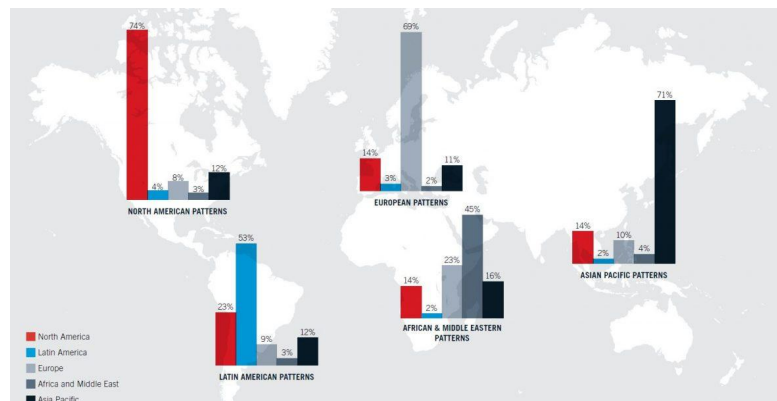 74%
4%
8%
3%
12%
NORTH AMERICAN PATTERNS
14%
3%
69%
2%
11%
EUROPEAN PATTERNS
14%
2%
10%
4%
71%
ASIAN PACIFIC PATTERNS
23%
53%
9%
3%
12%
LATIN AMERICAN PATTERNS
14%
2%
23%
45%
16%
AFRICAN & MIDDLE EASTERN
PATTERNS
North America
Latin America
Europe
Africa and Middle East
Asia Pacific